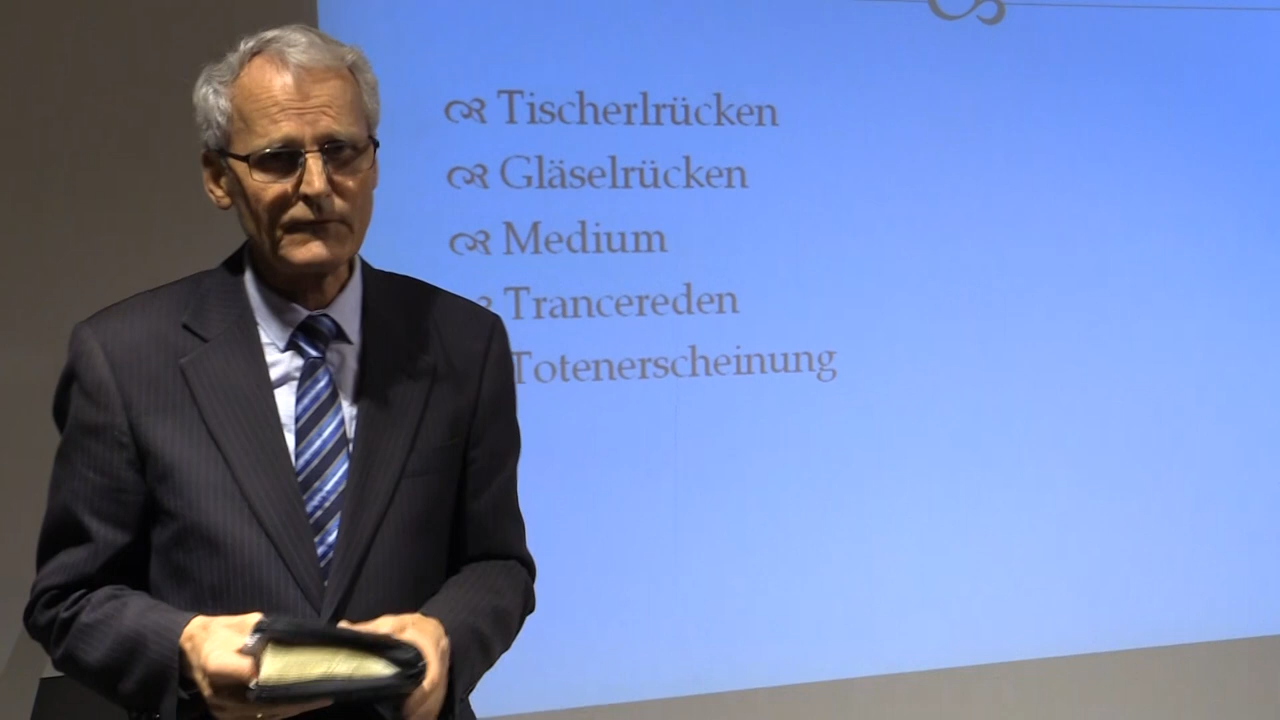 Tischerlrücken
Gläselrücken
Medium
Trancereden
Totenerscheinung